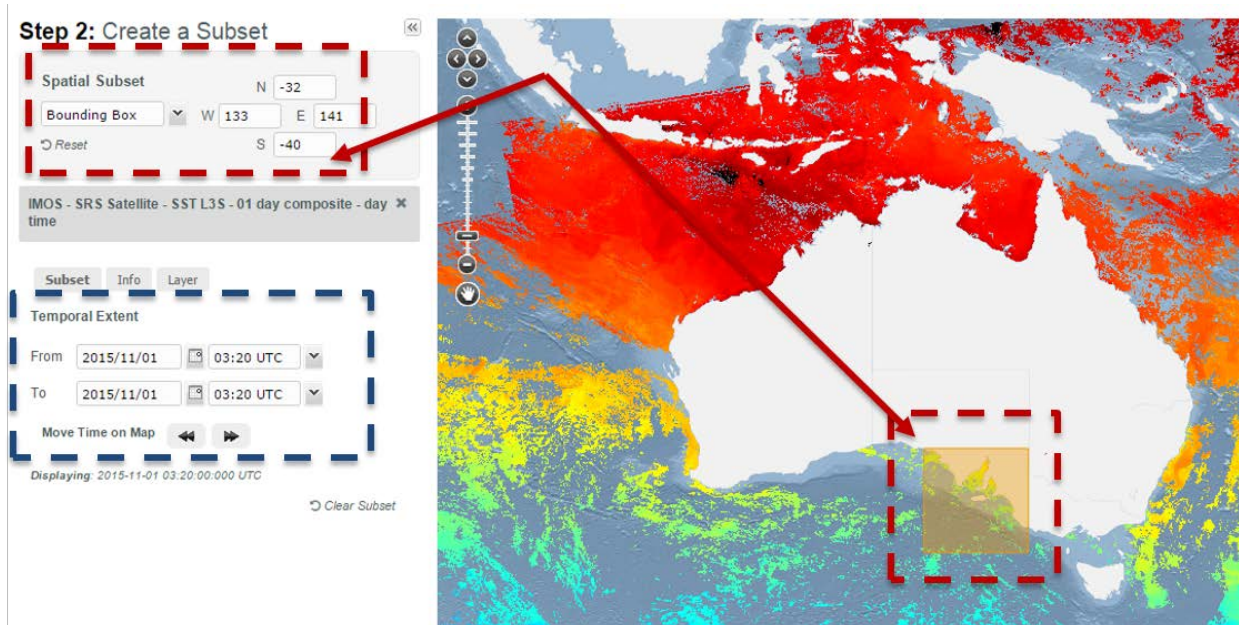 Step 2: Create a Subset
Spatial Subset
N -32
Bounding Box W 133 E 141
Reset S -40
IMOS - SRS Satellite - SST L3S - 01 day composite - day
time
Subset Info Layer
Temporal Extent
From 2015/11/01 03:20 UTC
To 2015/11/01 03:20 UTC
Move Time on Map
Displaying: 2015-11-01 03:20:00:000 UTC
Clear Subset